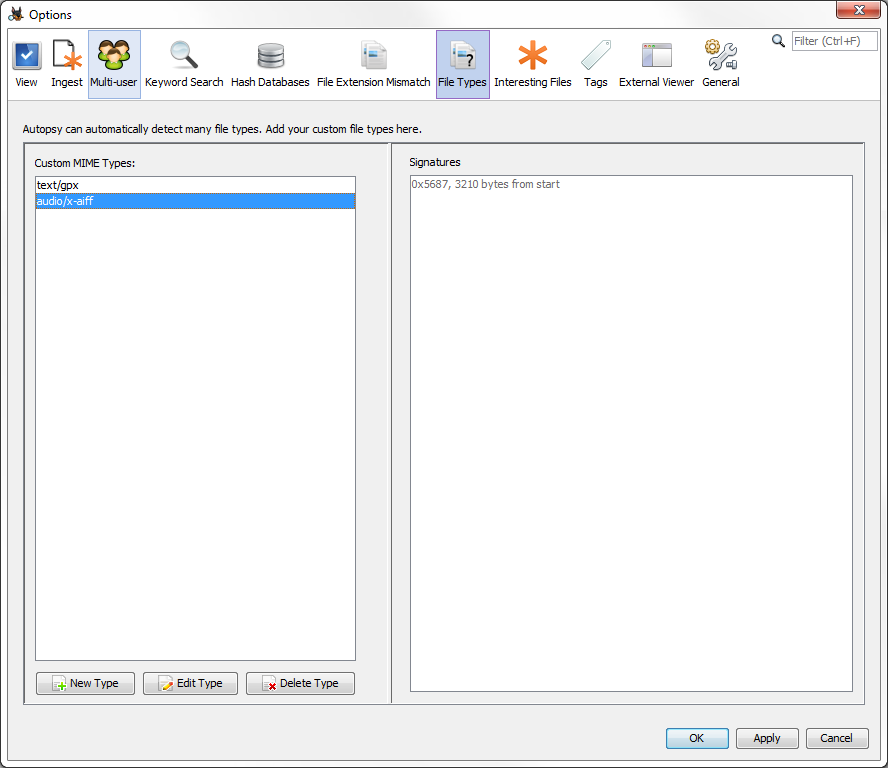 Options
Filter (Ctrl+F)
View Ingest Multi-user Keyword Search Hash Databases File Extension Mismatch File Types Interesting Files Tags External Viewer General
Autopsy can automatically detect many file types. Add your custom file types here.
Custom MIME Types:
text/gpx
audio/x-aiff
New Type Edit Type Delete Type
Signatures
0x5687, 3210 bytes from start
OK Apply Cancel